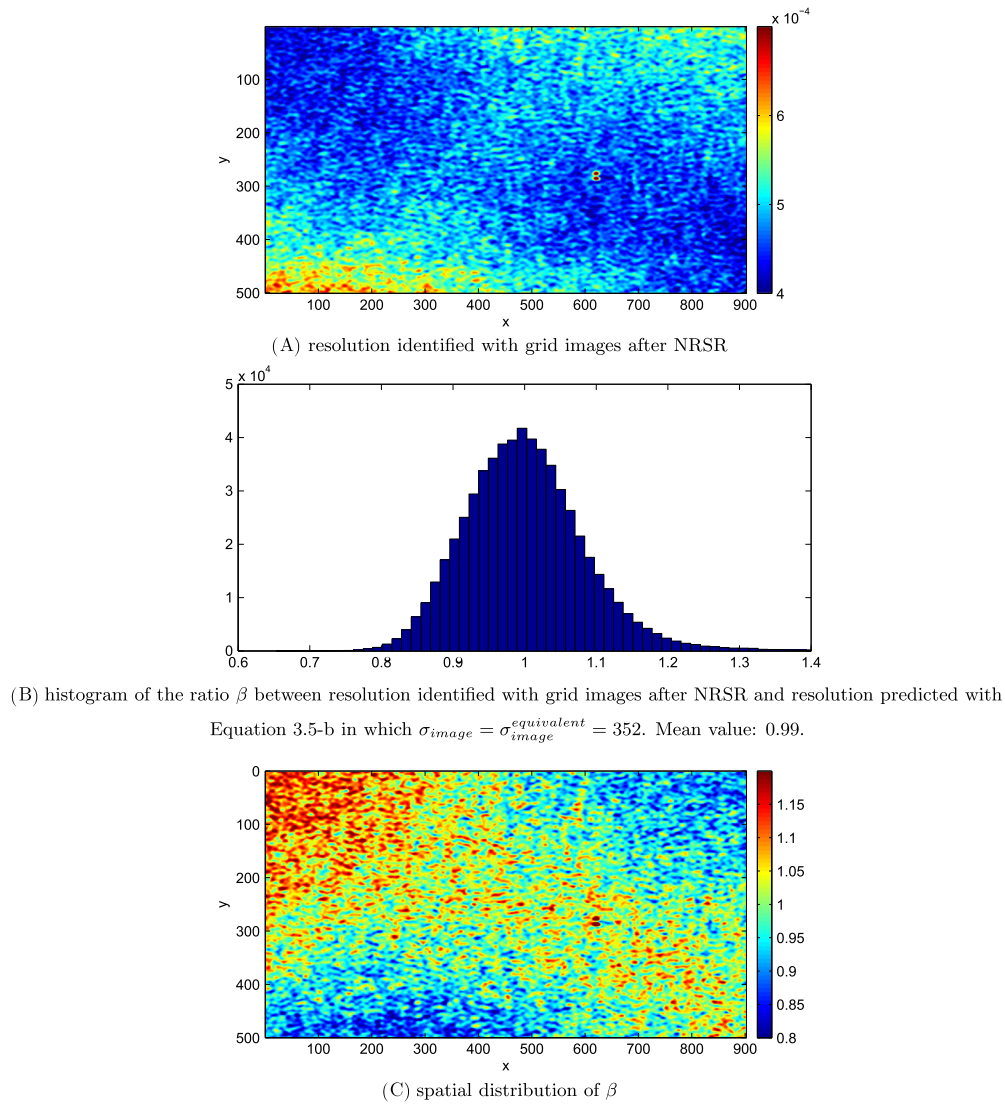 x 10⁻⁴
100
200
300
400
500
y
100 200 300 400 500 600 700 800 900
x
6
5
4
(A) resolution identified with grid images after NRSR
x 10⁴
5
4
3
2
1
0
0.6 0.7 0.8 0.9 1 1.1 1.2 1.3 1.4
(B) histogram of the ratio β between resolution identified with grid images after NRSR and resolution predicted with
Equation 3.5-b in which σ_{image} = σ_{image}^{equivalent} = 352. Mean value: 0.99.
0
100
200
300
400
500
y
100 200 300 400 500 600 700 800 900
x
1.15
1.1
1.05
1
0.95
0.9
0.85
0.8
(C) spatial distribution of β